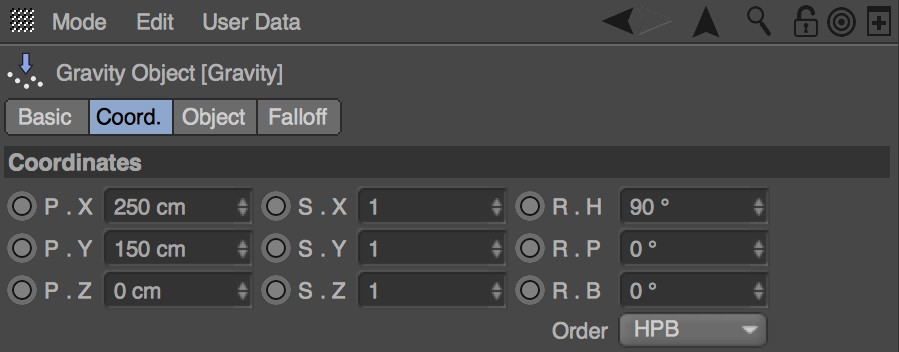 Mode Edit User Data
Gravity Object [Gravity]
Basic Coord. Object Falloff
Coordinates
P . X 250 cm S . X 1 R . H 90 °
P . Y 150 cm S . Y 1 R . P 0 °
P . Z 0 cm S . Z 1 R . B 0 °
Order HPB